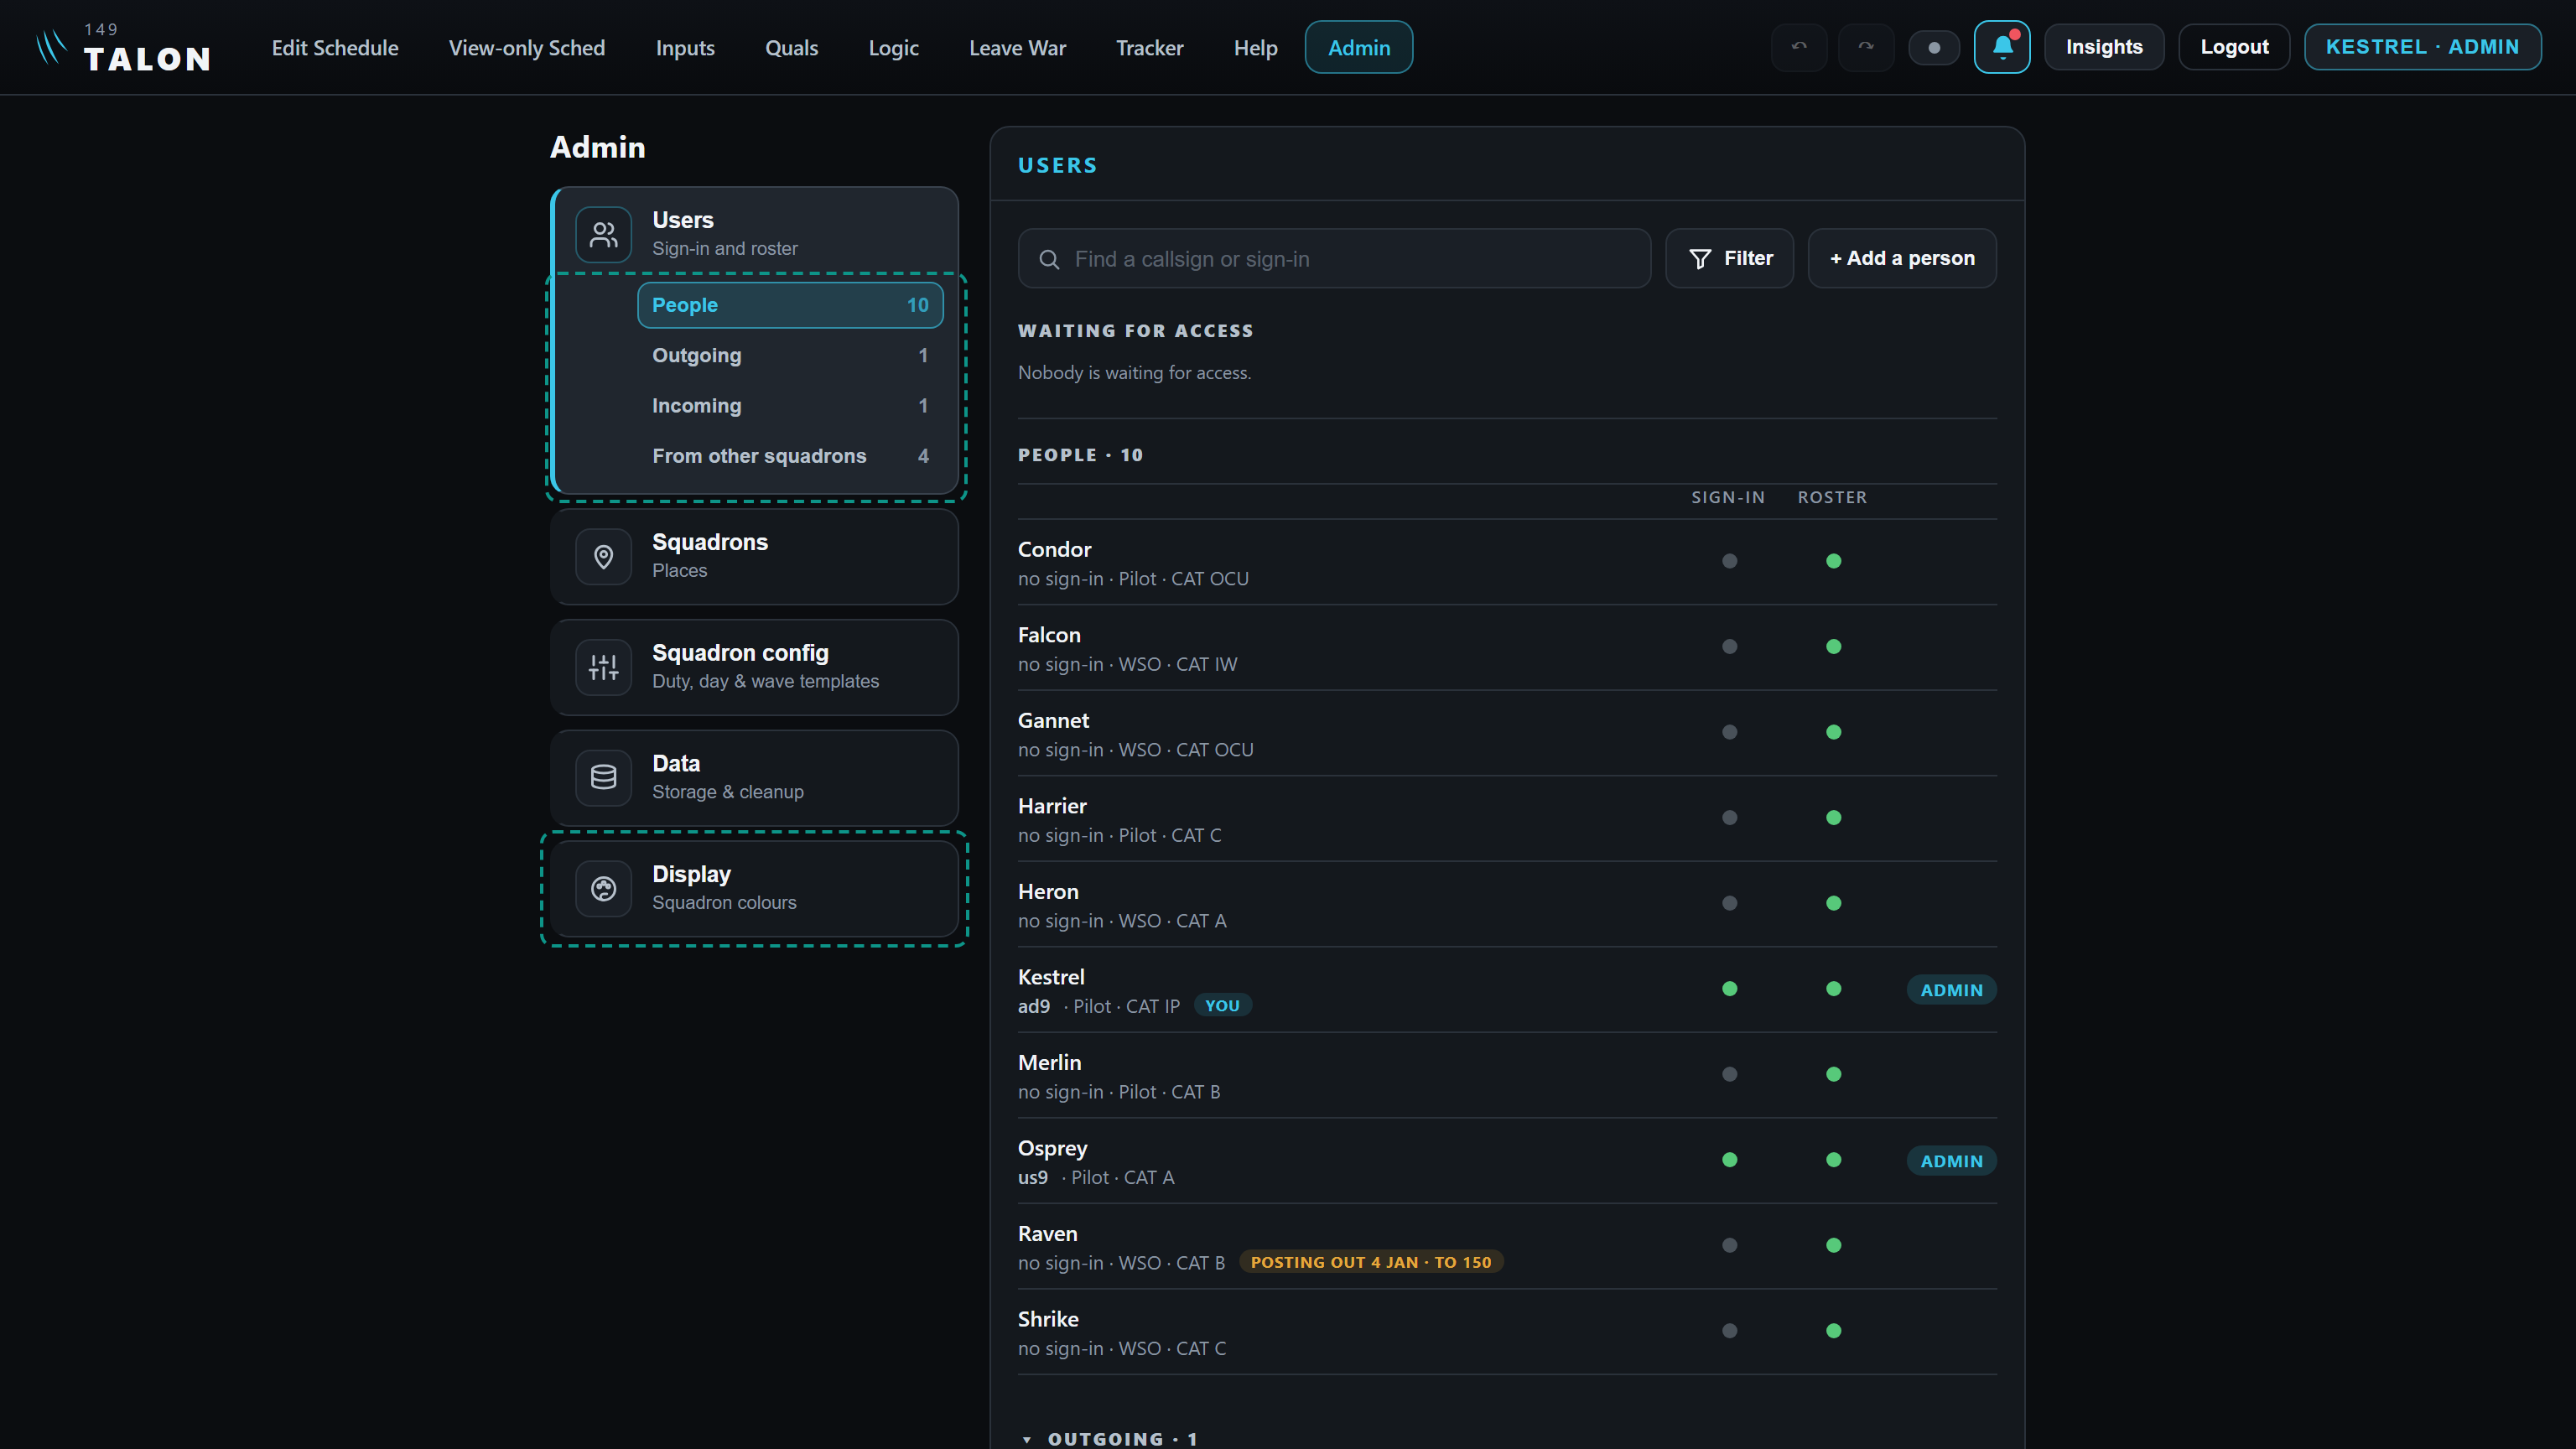 149
TALON
Edit Schedule
View-only Sched
Inputs
Quals
Logic
Leave War
Tracker
Help
Admin
Insights
Logout
KESTREL · ADMIN
Admin
Users
Sign-in and roster
People 10
Outgoing 1
Incoming 1
From other squadrons 4
Squadrons
Places
Squadron config
Duty, day & wave templates
Data
Storage & cleanup
Display
Squadron colours
USERS
Find a callsign or sign-in
Filter
+ Add a person
WAITING FOR ACCESS
Nobody is waiting for access.
PEOPLE · 10
SIGN-IN ROSTER
Condor
no sign-in · Pilot · CAT OCU
Falcon
no sign-in · WSO · CAT IW
Gannet
no sign-in · WSO · CAT OCU
Harrier
no sign-in · Pilot · CAT C
Heron
no sign-in · WSO · CAT A
Kestrel
ad9 · Pilot · CAT IP YOU
ADMIN
Merlin
no sign-in · Pilot · CAT B
Osprey
us9 · Pilot · CAT A
ADMIN
Raven
no sign-in · WSO · CAT B POSTING OUT 4 JAN · TO 150
Shrike
no sign-in · WSO · CAT C
OUTGOING · 1